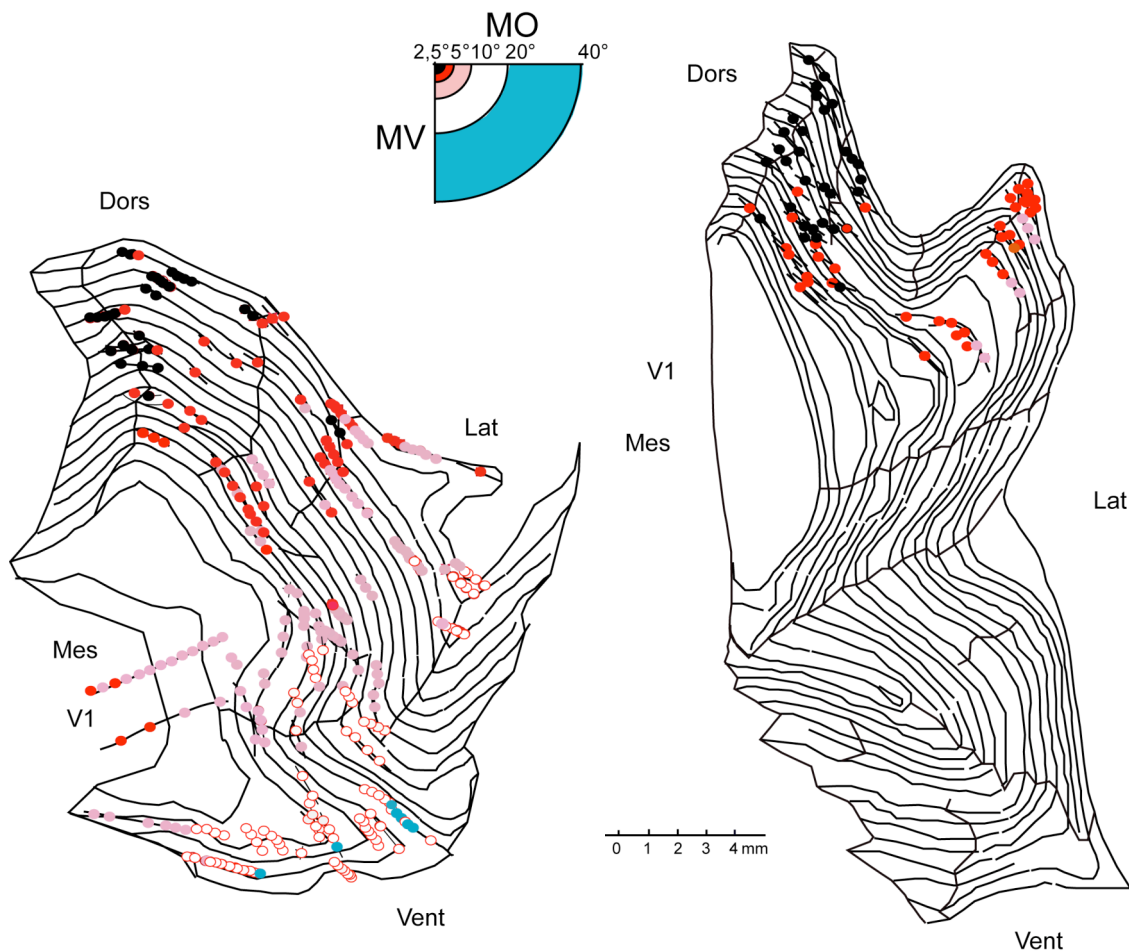 MO
2,5° 5° 10° 20° 40°
MV
Dors
Lat
Mes
V1
Vent
Dors
V1
Mes
Lat
0 1 2 3 4 mm
Vent